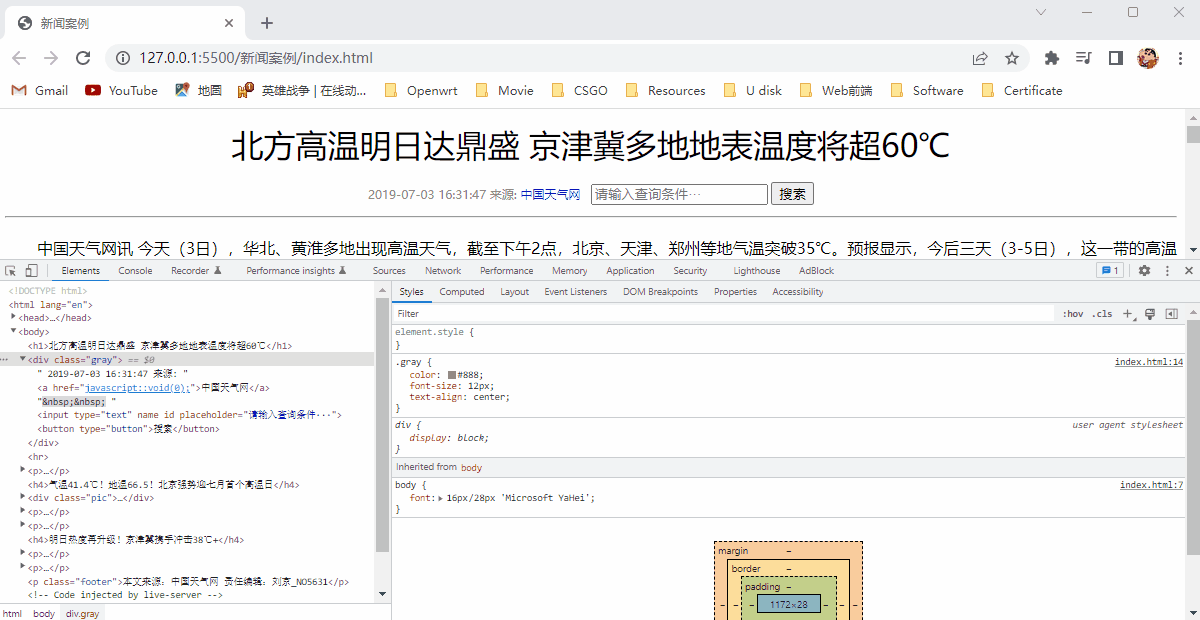 新闻案例
127.0.0.1:5500/新闻案例/index.html
Gmail YouTube 地图 英雄战争 | 在线动... Openwrt Movie CSGO Resources U disk Web前端 Software Certificate
北方高温明日达鼎盛 京津冀多地地表温度将超60℃
2019-07-03 16:31:47 来源: 中国天气网 请输入查询条件··· 搜索
中国天气网讯 今天（3日），华北、黄淮多地出现高温天气，截至下午2点，北京、天津、郑州等地气温突破35℃。预报显示，今后三天（3-5日），这一带的高温
Elements Console Recorder Performance insights Sources Network Performance Memory Application Security Lighthouse AdBlock 1
<!DOCTYPE html>
<html lang="en">
<head>…</head>
<body>
<h1>北方高温明日达鼎盛 京津冀多地地表温度将超60℃</h1>
<div class="gray"> == $0
" 2019-07-03 16:31:47 来源: "
<a href="javascript::void(0);">中国天气网</a>
"&nbsp;&nbsp; "
<input type="text" name id placeholder="请输入查询条件···">
<button type="button">搜索</button>
</div>
<hr>
<p>…</p>
<h4>气温41.4℃! 地温66.5! 北京强势迎七月首个高温日</h4>
<div class="pic">…</div>
<p>…</p>
<p>…</p>
<h4>明日热度再升级! 京津冀携手冲击38℃+</h4>
<p>…</p>
<p>…</p>
<p class="footer">本文来源: 中国天气网 责任编辑: 刘京_NO5631</p>
<!-- Code injected by live-server -->
html body div.gray
Styles Computed Layout Event Listeners DOM Breakpoints Properties Accessibility
Filter :hov .cls
element.style {
}
.gray { index.html:14
color: #888;
font-size: 12px;
text-align: center;
}
div { user agent stylesheet
display: block;
}
Inherited from body
body { index.html:7
font: 16px/28px 'Microsoft YaHei';
}
margin –
border –
padding –
– – – 1172×28 – – –